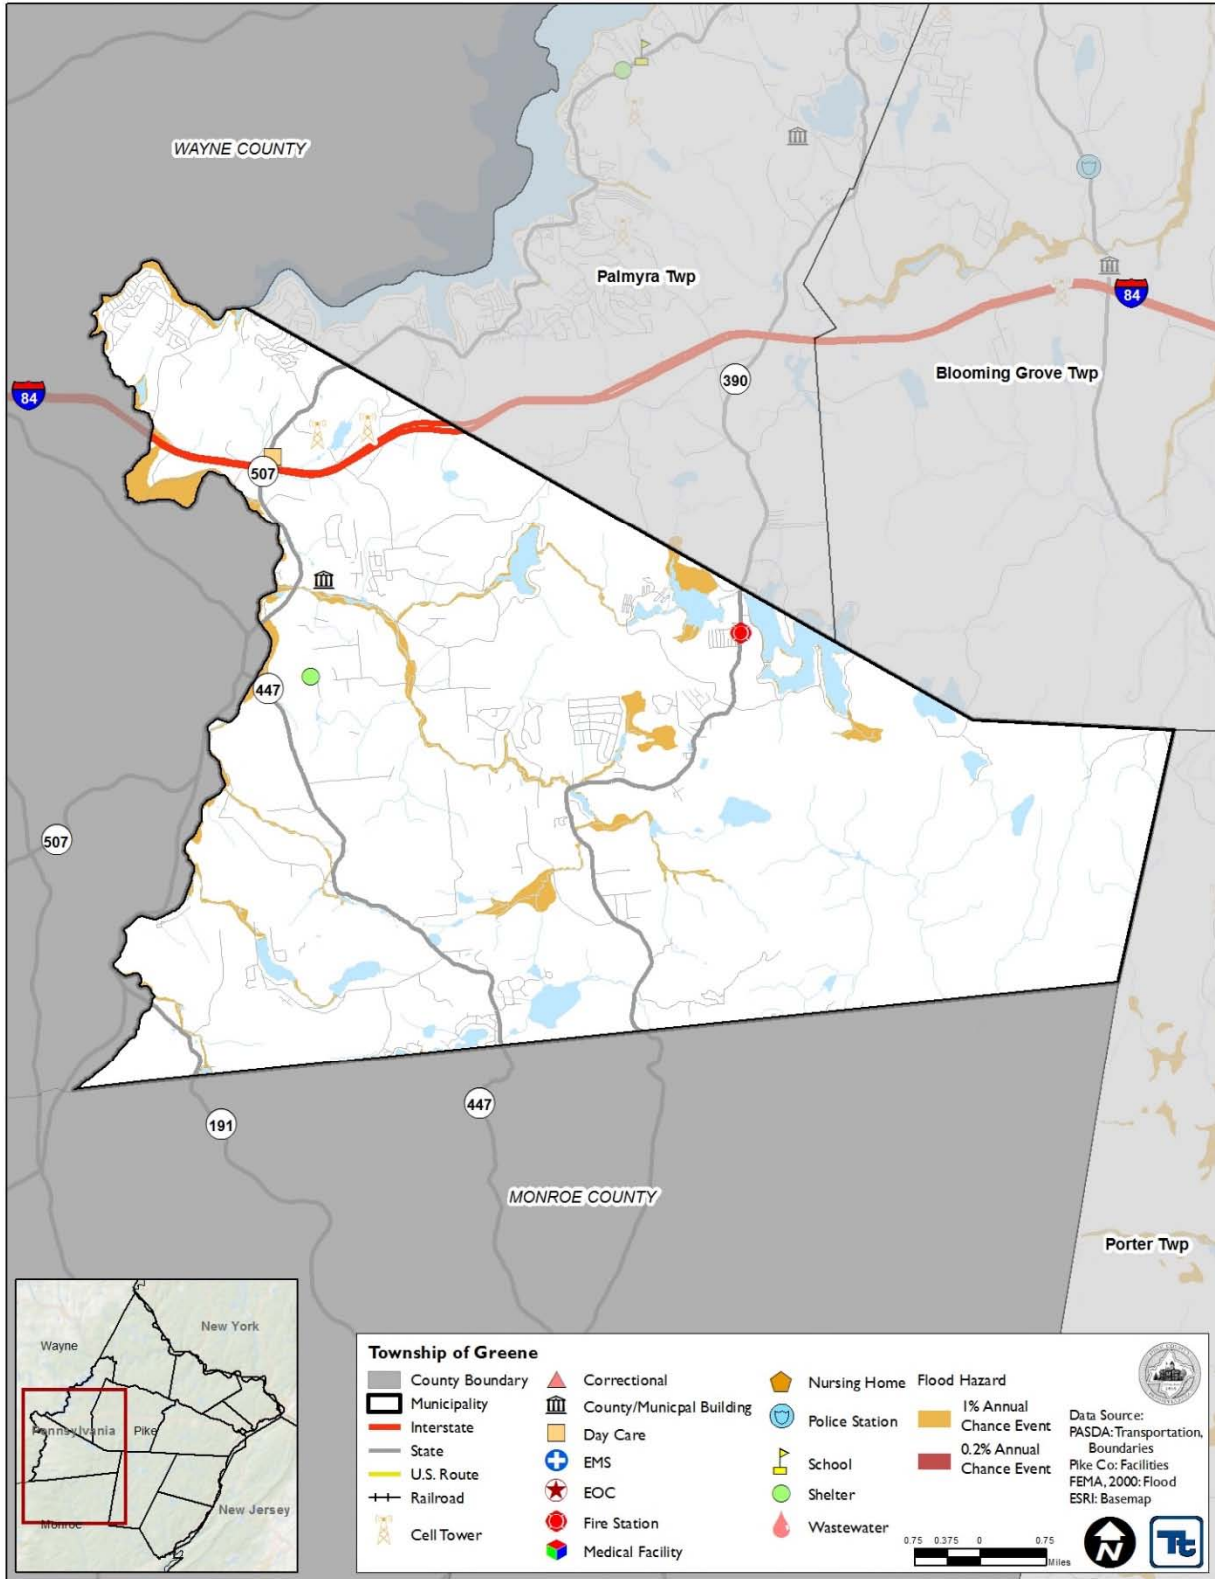 WAYNE COUNTY
Palmyra Twp
84
390
Blooming Grove Twp
84
507
447
507
191
447
MONROE COUNTY
Porter Twp
New York
Wayne
Pennsylvania
Pike
New Jersey
Monroe
Township of Greene
County Boundary
Municipality
Interstate
State
U.S. Route
Railroad
Cell Tower
Correctional
County/Municpal Building
Day Care
EMS
EOC
Fire Station
Medical Facility
Nursing Home
Police Station
School
Shelter
Wastewater
Flood Hazard
1% Annual
Chance Event
0.2% Annual
Chance Event
Data Source:
PASDA: Transportation,
Boundaries
Pike Co: Facilities
FEMA, 2000: Flood
ESRI: Basemap
0.75 0.375 0 0.75
Miles
N
Tt